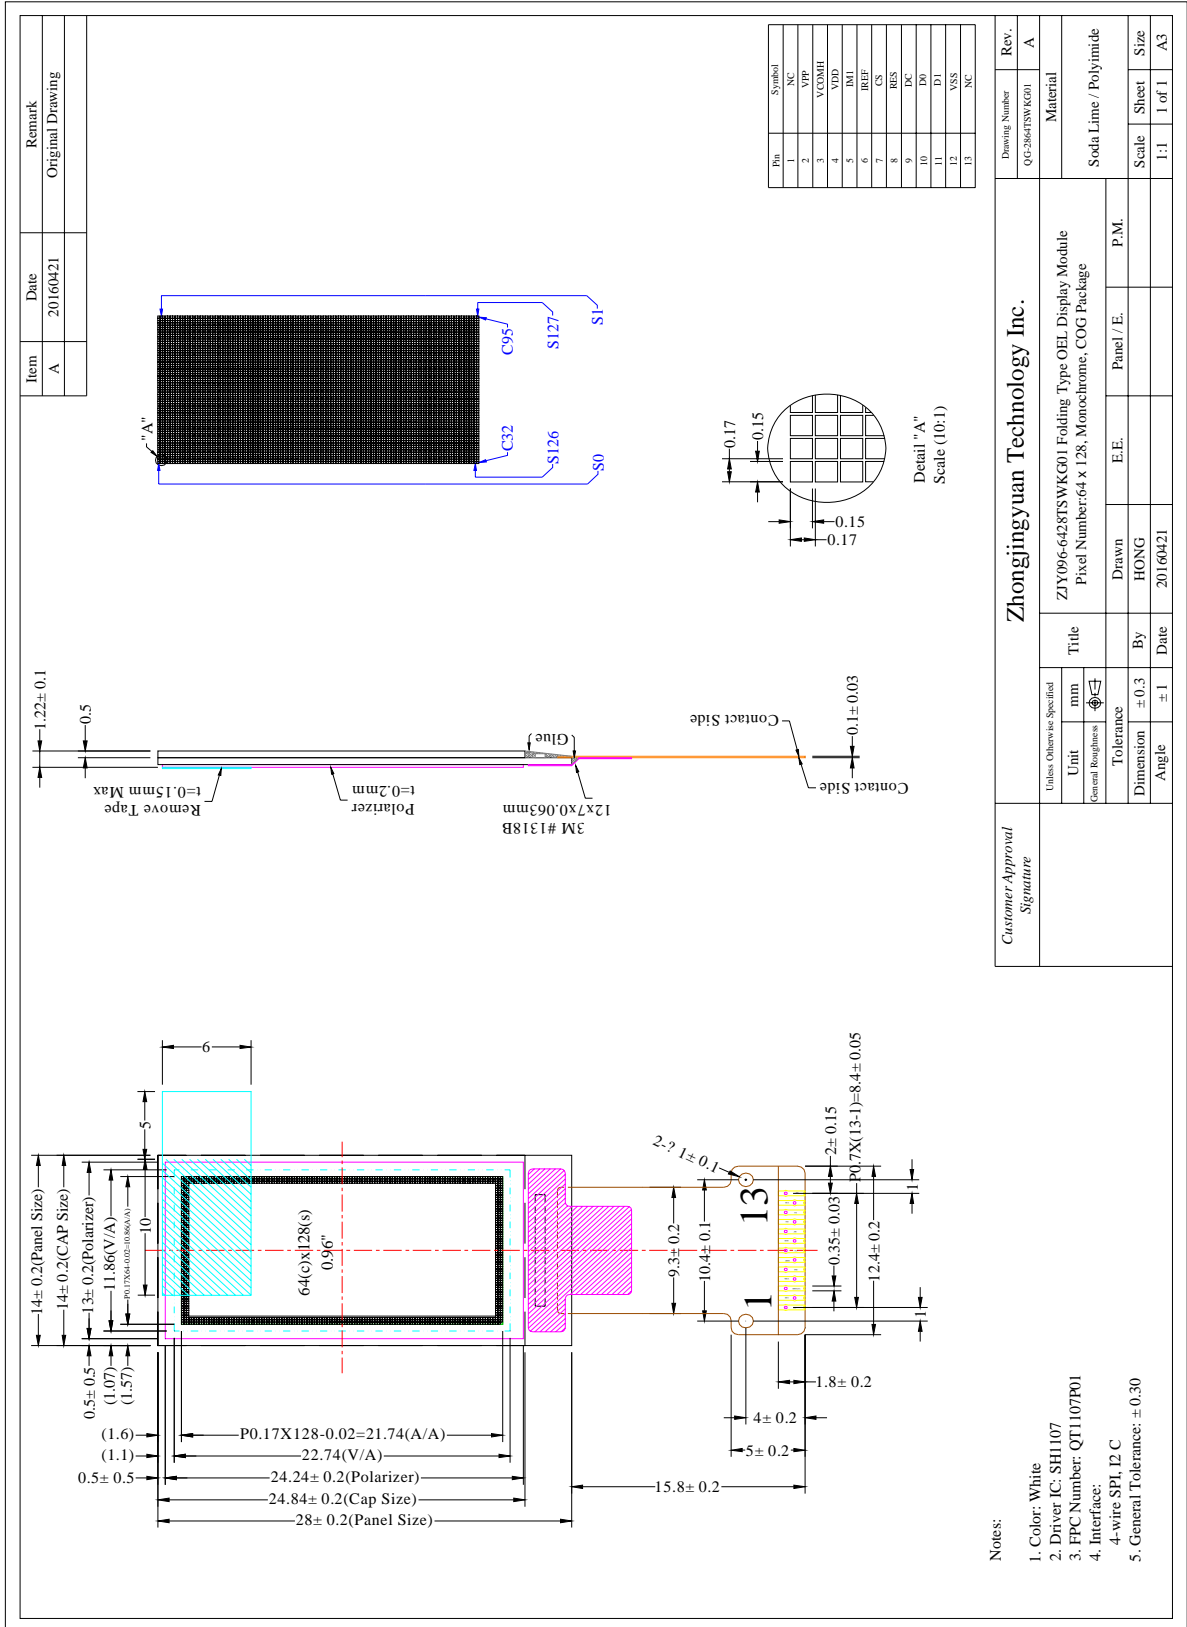 Item Date Remark
A 20160421 Original Drawing
14± 0.2(Panel Size)
14± 0.2(CAP Size)
13± 0.2(Polarizer)
11.86(V/A)
P0.17X64-0.02=10.86(A/A)
10
5
6
0.5± 0.5
(1.07)
(1.57)
(1.6)
(1.1)
0.5± 0.5
P0.17X128-0.02=21.74(A/A)
22.74(V/A)
24.24± 0.2(Polarizer)
24.84± 0.2(Cap Size)
28± 0.2(Panel Size)
15.8± 0.2
64(c)x128(s)
0.96"
9.3± 0.2
10.4± 0.1
2-? 1± 0.1
1
13
2± 0.15
P0.7X(13-1)=8.4± 0.05
0.35± 0.03
12.4± 0.2
1
1
1.8± 0.2
4± 0.2
5± 0.2
1.22± 0.1
0.5
Remove Tape
t=0.15mm Max
Polarizer
t=0.2mm
3M #1318B
12x7x0.063mm
Glue
Contact Side
Contact Side
0.1± 0.03
"A"
C32
C95
S126
S0
S127
S1
0.17
0.15
0.15
0.17
Detail "A"
Scale (10:1)
Pin Symbol
1 NC
2 VPP
3 VCOMH
4 VDD
5 IM1
6 IREF
7 CS
8 RES
9 DC
10 D0
11 D1
12 VSS
13 NC
Notes:
1. Color: White
2. Driver IC: SH1107
3. FPC Number: QT1107P01
4. Interface:
4-wire SPI, I2 C
5. General Tolerance: ± 0.30
Customer Approval
Signature
Zhongjingyuan Technology Inc.
Drawing Number
QG-2864TSWKG01
Rev.
A
Unless Otherwise Specified
Unit mm
General Roughness
Tolerance
Dimension ± 0.3
Angle ± 1
Title
ZJY096-6428TSWKG01 Folding Type OEL Display Module
Pixel Number:64 x 128, Monochrome, COG Package
Material
Soda Lime / Polyimide
Drawn E.E. Panel / E. P.M.
By HONG
Date 20160421
Scale Sheet Size
1:1 1 of 1 A3